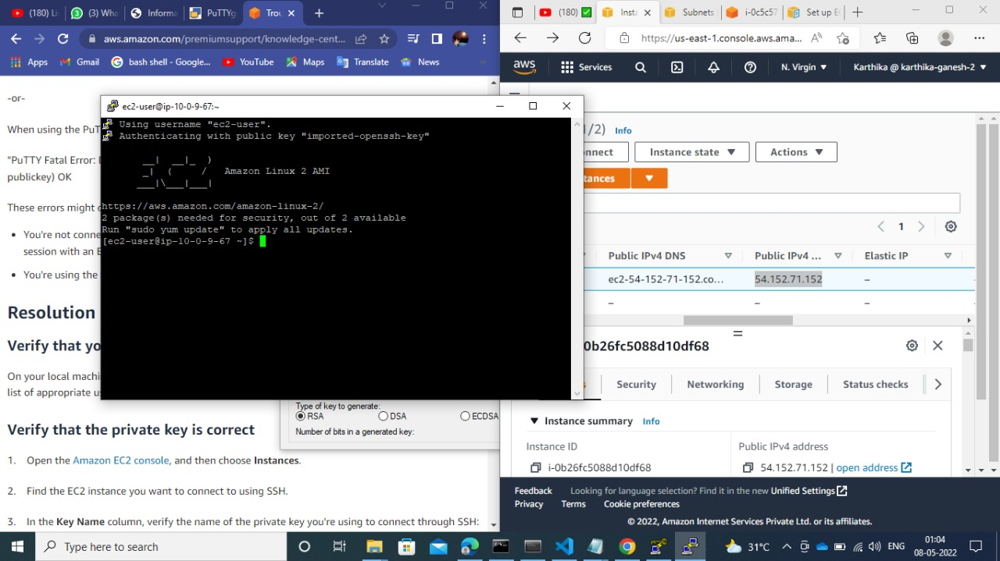 (180) Liv
(3) Wha
Informa
PuTTYg
Trou
aws.amazon.com/premiumsupport/knowledge-cent...
Apps
Gmail
bash shell - Google...
YouTube
Maps
Translate
News
-or-
When using the PuT
"PuTTY Fatal Error:
publickey) OK
These errors might
You're not conne
session with an E
You're using the
Resolution
Verify that yo
On your local machi
list of appropriate u
Verify that the private key is correct
1. Open the Amazon EC2 console, and then choose Instances.
2. Find the EC2 instance you want to connect to using SSH.
3. In the Key Name column, verify the name of the private key you're using to connect through SSH:
ec2-user@ip-10-0-9-67:~
Using username "ec2-user".
Authenticating with public key "imported-openssh-key"
__|  __|_  )
_|  (     /   Amazon Linux 2 AMI
___|\___|___|
https://aws.amazon.com/amazon-linux-2/
2 package(s) needed for security, out of 2 available
Run "sudo yum update" to apply all updates.
[ec2-user@ip-10-0-9-67 ~]$
Type of key to generate:
RSA
DSA
ECDSA
Number of bits in a generated key:
(180)
Insta
Subnets
i-0c5c57
Set up E
https://us-east-1.console.aws.ama...
aws
Services
N. Virgin
Karthika @ karthika-ganesh-2
1/2) Info
nnect
Instance state
Actions
tances
1
Public IPv4 DNS
Public IPv4 ...
Elastic IP
ec2-54-152-71-152.co...
54.152.71.152
–
–
–
–
0b26fc5088d10df68
s
Security
Networking
Storage
Status checks
Instance summary Info
Instance ID
Public IPv4 address
i-0b26fc5088d10df68
54.152.71.152 | open address
Feedback
Looking for language selection? Find it in the new Unified Settings
Privacy
Terms
Cookie preferences
© 2022, Amazon Internet Services Private Ltd. or its affiliates.
Type here to search
31°C
ENG
01:04
08-05-2022